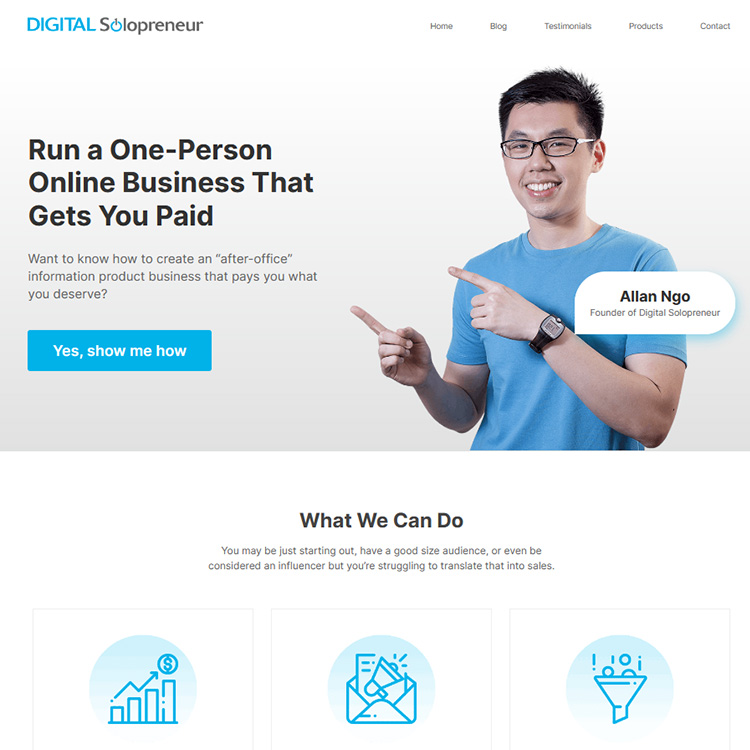 DIGITAL Solopreneur
Home Blog Testimonials Products Contact
Run a One-Person
Online Business That
Gets You Paid
Want to know how to create an “after-office”
information product business that pays you what
you deserve?
Yes, show me how
Allan Ngo
Founder of Digital Solopreneur
What We Can Do
You may be just starting out, have a good size audience, or even be
considered an influencer but you’re struggling to translate that into sales.
$